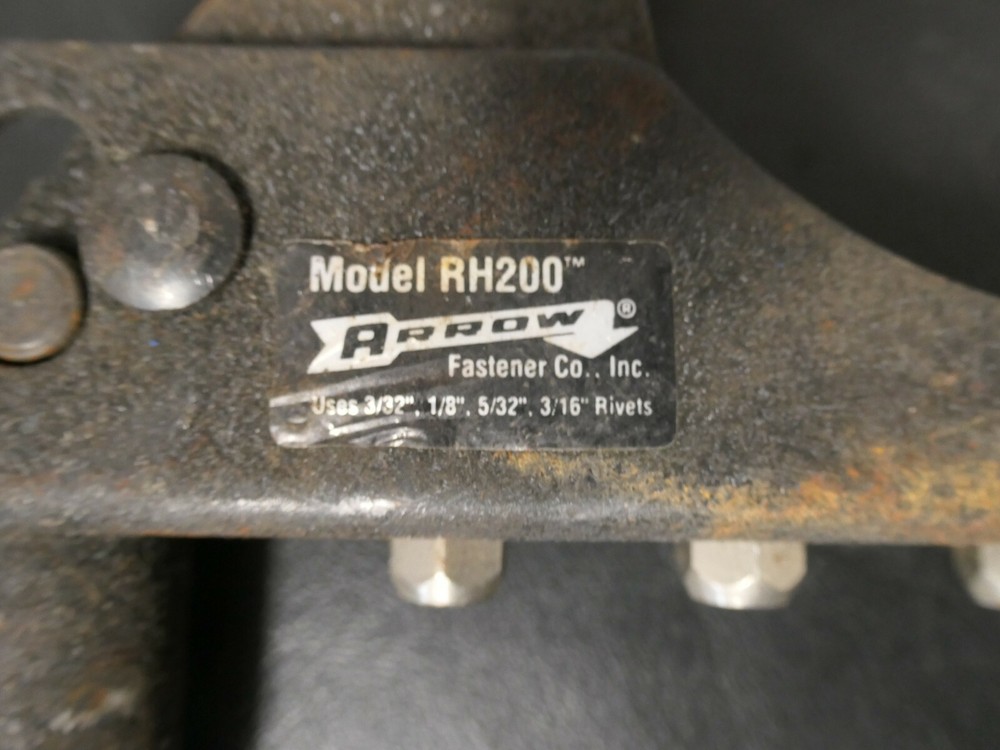 Model RH200™
ARROW®
Fastener Co., Inc.
Uses 3/32", 1/8", 5/32", 3/16" Rivets